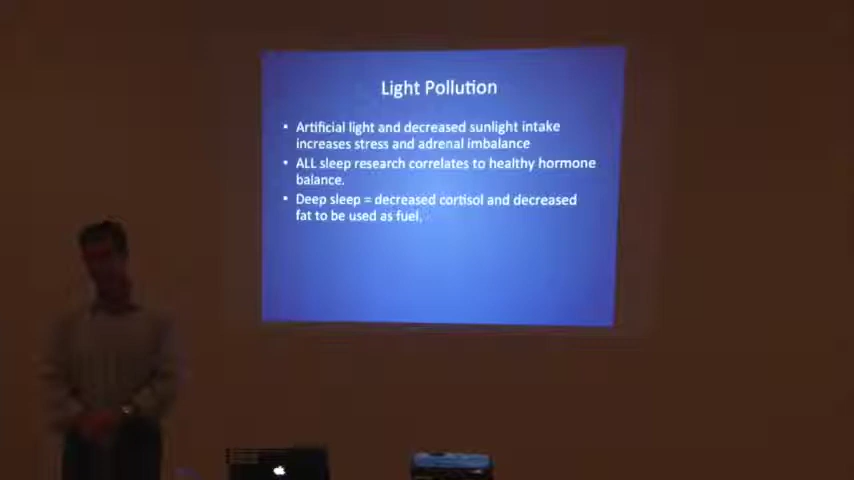 Light Pollution
• Artificial light and decreased sunlight intake
increases stress and adrenal imbalance
• ALL sleep research correlates to healthy hormone
balance.
• Deep sleep = decreased cortisol and decreased
fat to be used as fuel.